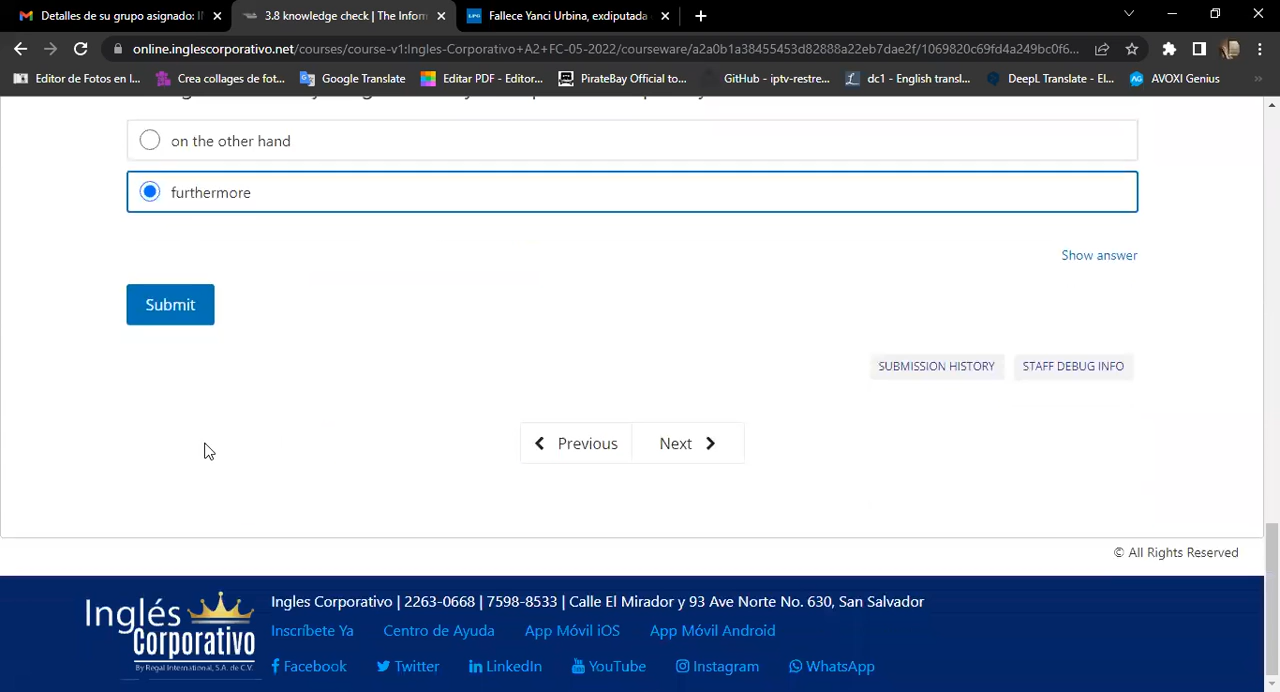 Detalles de su grupo asignado: I
3.8 knowledge check | The Inform
Fallece Yanci Urbina, exdiputada
online.inglescorporativo.net/courses/course-v1:Ingles-Corporativo+A2+FC-05-2022/courseware/a2a0b1a38455453d82888a22eb7dae2f/1069820c69fd4a249bc0f6...
Editor de Fotos en l... Crea collages de fot... Google Translate Editar PDF - Editor... PirateBay Official to... GitHub - iptv-restre... dc1 - English transl... DeepL Translate - El... AVOXI Genius »
on the other hand
furthermore
Show answer
Submit
SUBMISSION HISTORY STAFF DEBUG INFO
Previous Next
© All Rights Reserved
Inglés Corporativo
By Regal International, S.A. de C.V.
Ingles Corporativo | 2263-0668 | 7598-8533 | Calle El Mirador y 93 Ave Norte No. 630, San Salvador
Inscríbete Ya Centro de Ayuda App Móvil iOS App Móvil Android
Facebook Twitter LinkedIn YouTube Instagram WhatsApp